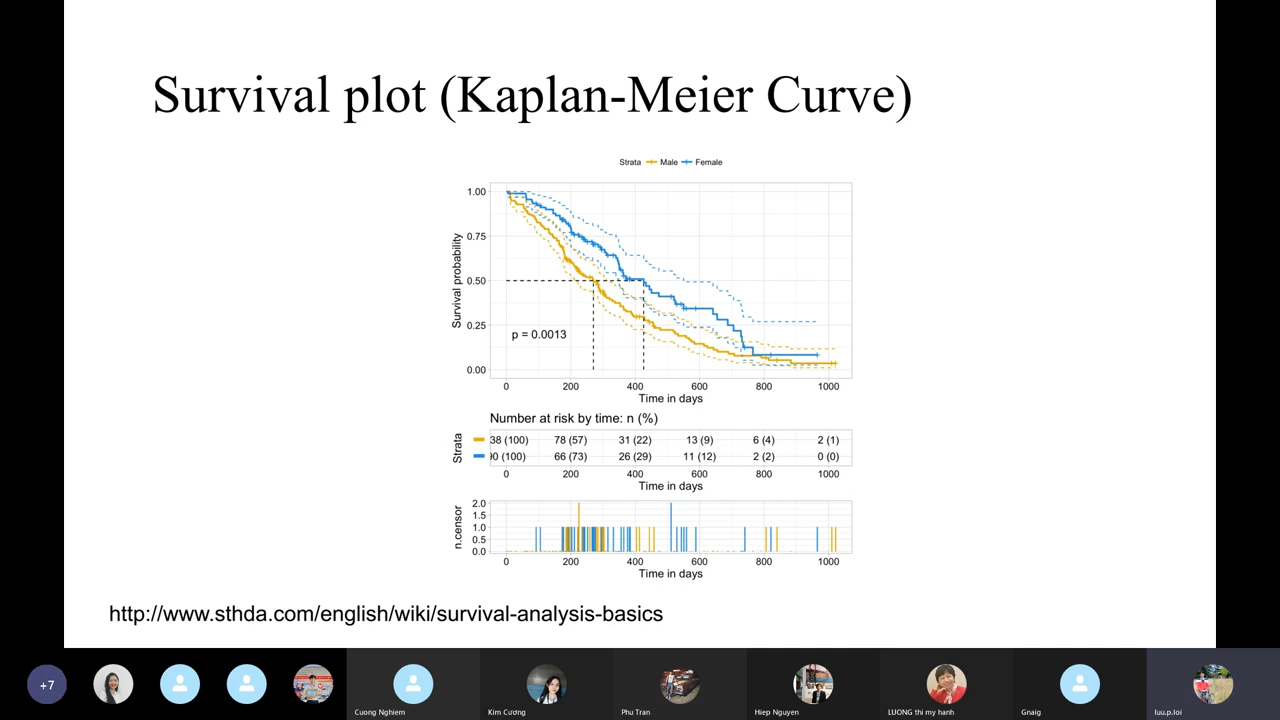 Survival plot (Kaplan-Meier Curve)
Strata Male Female
1.00
0.75
0.50
0.25
0.00
Survival probability
p = 0.0013
0 200 400 600 800 1000
Time in days
Number at risk by time: n (%)
Strata
38 (100) 78 (57) 31 (22) 13 (9) 6 (4) 2 (1)
0 (100) 66 (73) 26 (29) 11 (12) 2 (2) 0 (0)
0 200 400 600 800 1000
Time in days
n.censor
2.0
1.5
1.0
0.5
0.0
0 200 400 600 800 1000
Time in days
http://www.sthda.com/english/wiki/survival-analysis-basics
+7
Cuong Nghiem
Kim Cương
Phu Tran
Hiep Nguyen
LUONG thi my hanh
Gnaig
luu.p.loi